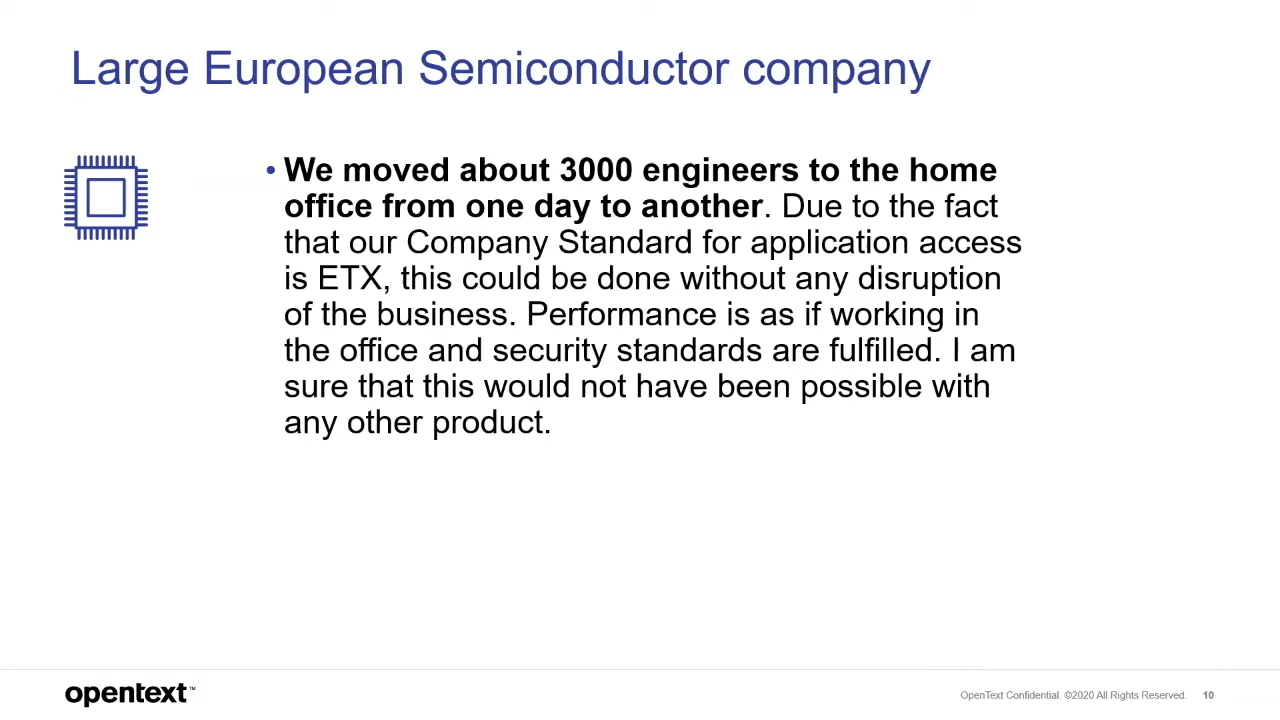 Large European Semiconductor company
• We moved about 3000 engineers to the home
office from one day to another. Due to the fact
that our Company Standard for application access
is ETX, this could be done without any disruption
of the business. Performance is as if working in
the office and security standards are fulfilled. I am
sure that this would not have been possible with
any other product.
opentext™
OpenText Confidential. ©2020 All Rights Reserved. 10